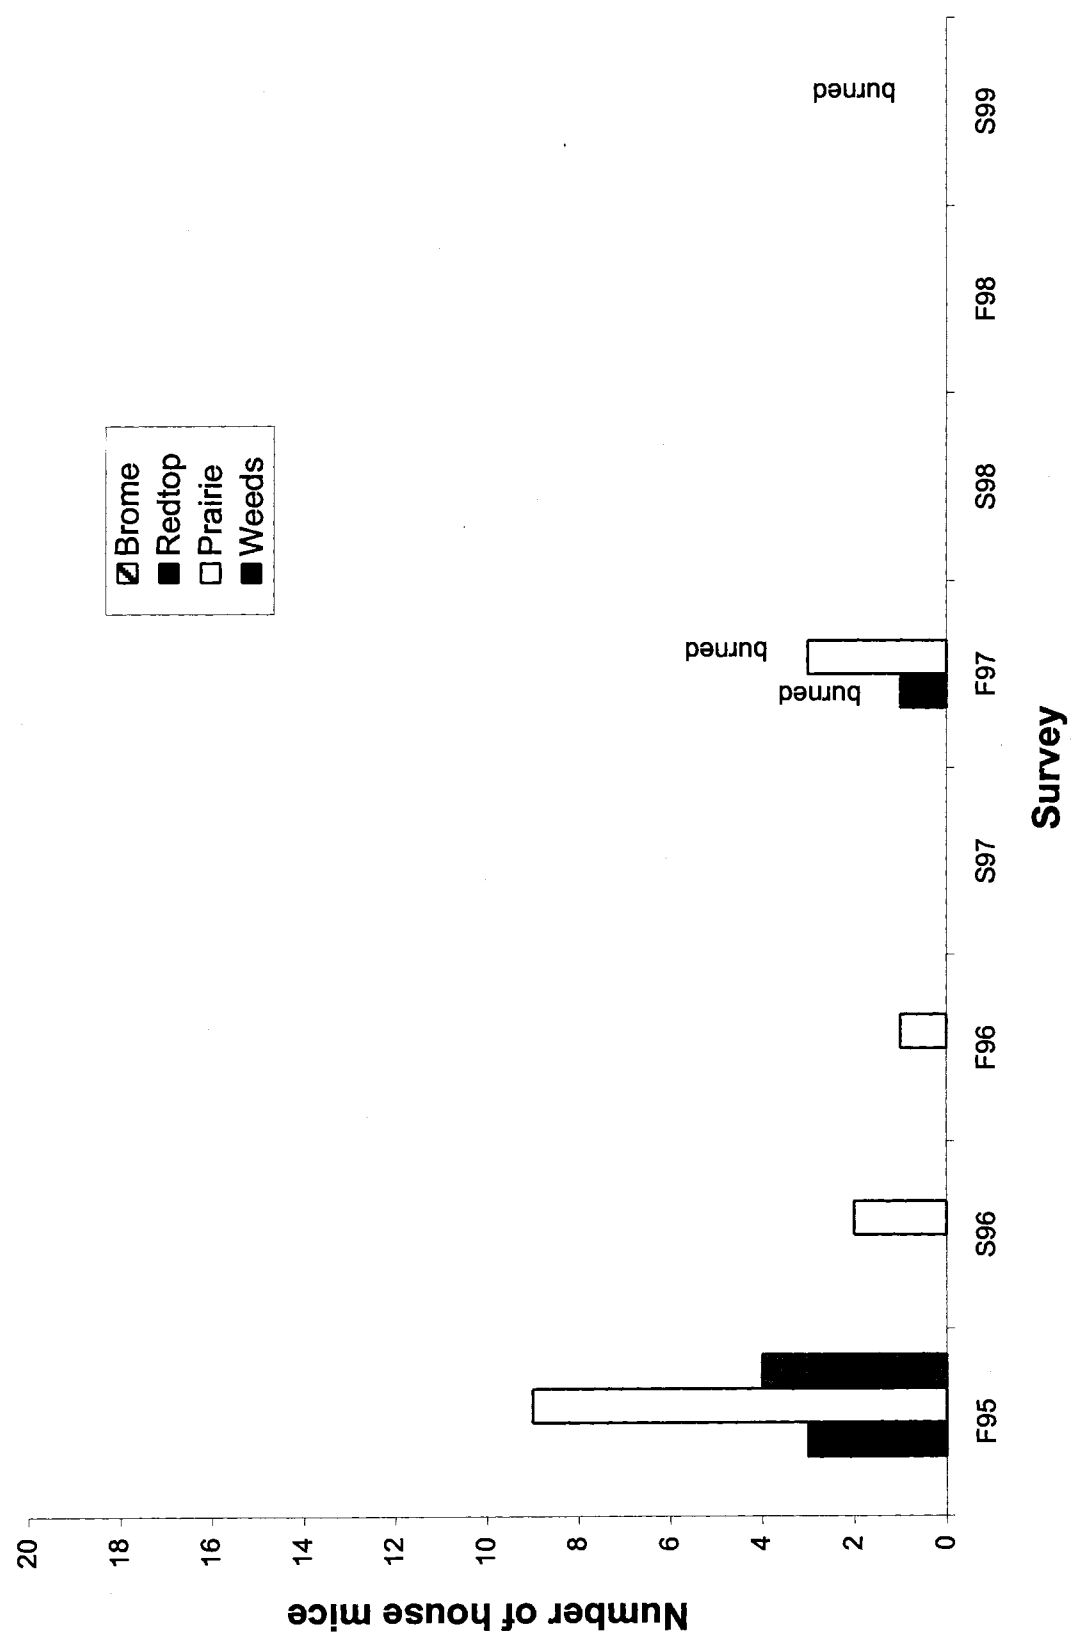 Number of house mice
20
18
16
14
12
10
8
6
4
2
0
Brome
Redtop
Prairie
Weeds
burned
burned
burned
F95
S96
F96
S97
F97
S98
F98
S99
Survey